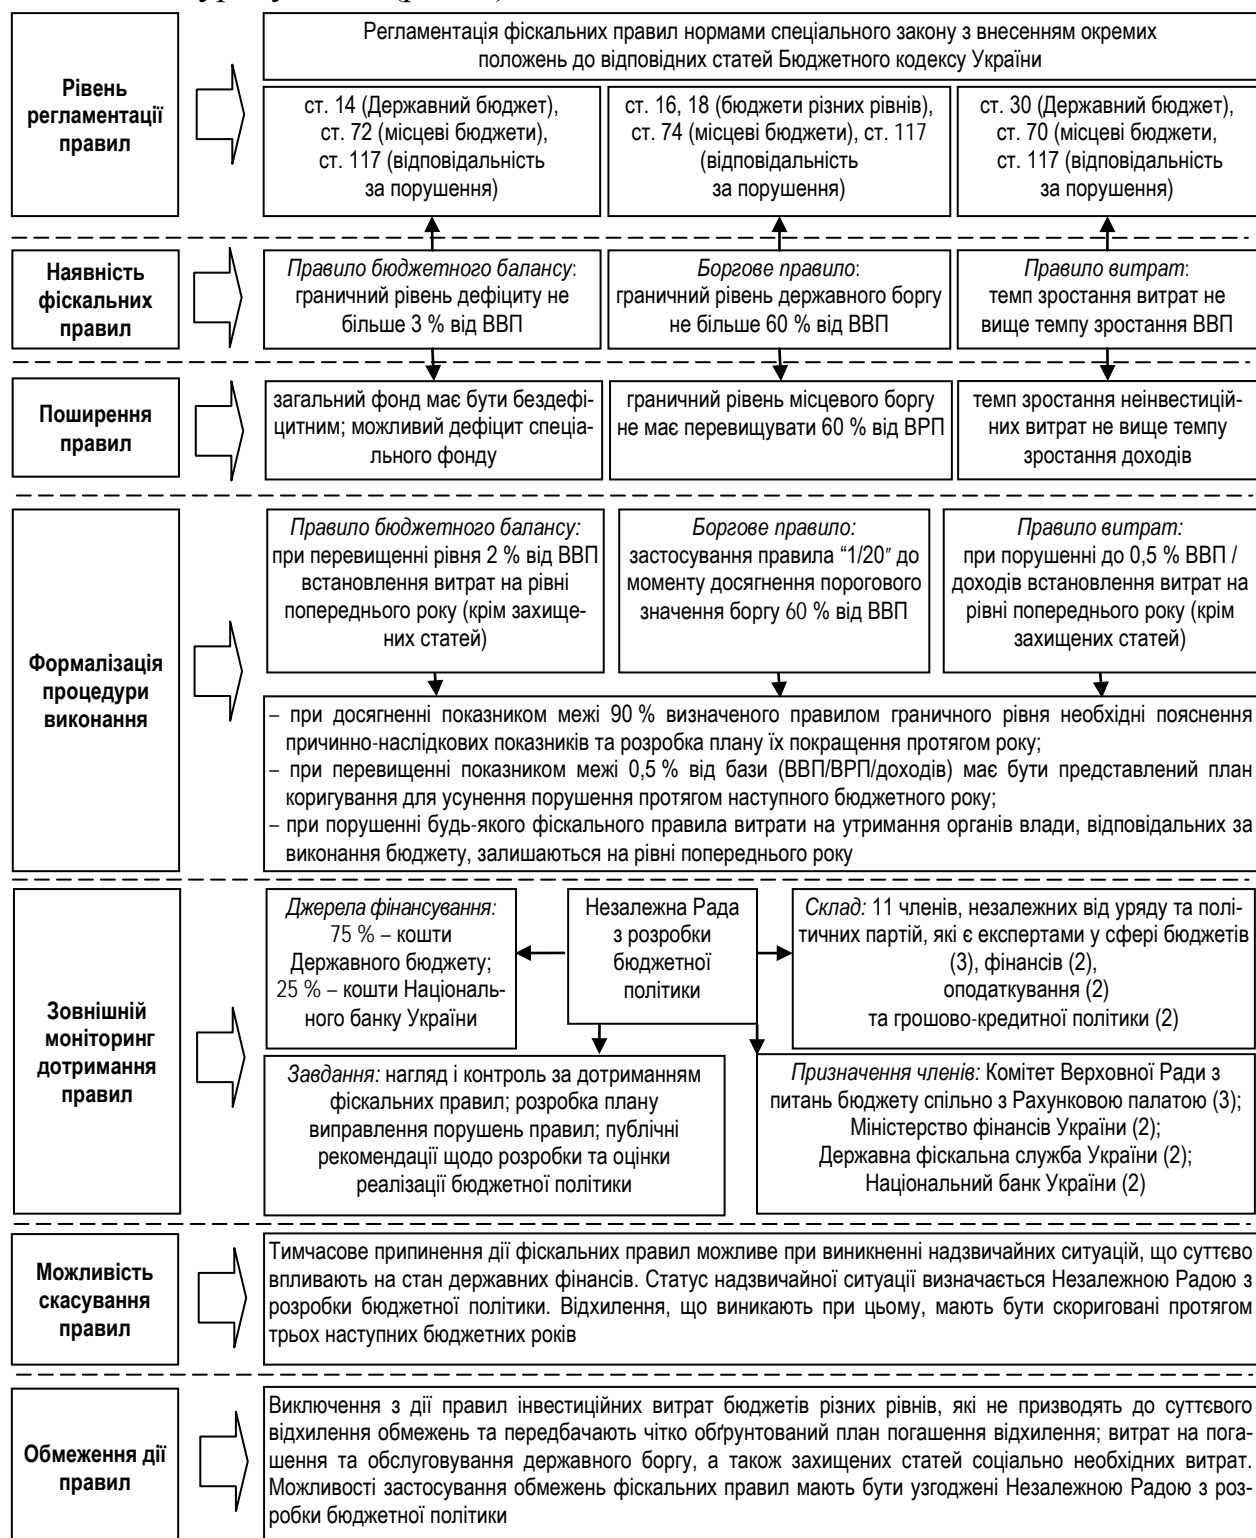 Регламентація фіскальних правил нормами спеціального закону з внесенням окремих
положень до відповідних статей Бюджетного кодексу України
Рівень
регламентації
правил
ст. 14 (Державний бюджет),
ст. 72 (місцеві бюджети),
ст. 117 (відповідальність
за порушення)
ст. 16, 18 (бюджети різних рівнів),
ст. 74 (місцеві бюджети), ст. 117
(відповідальність
за порушення)
ст. 30 (Державний бюджет),
ст. 70 (місцеві бюджети,
ст. 117 (відповідальність
за порушення)
Наявність
фіскальних
правил
Правило бюджетного балансу:
граничний рівень дефіциту не
більше 3 % від ВВП
Боргове правило:
граничний рівень державного боргу
не більше 60 % від ВВП
Правило витрат:
темп зростання витрат не
вище темпу зростання ВВП
Поширення
правил
загальний фонд має бути бездефі-
цитним; можливий дефіцит спеціа-
льного фонду
граничний рівень місцевого боргу
не має перевищувати 60 % від ВРП
темп зростання неінвестицій-
них витрат не вище темпу
зростання доходів
Формалізація
процедури
виконання
Правило бюджетного балансу:
при перевищенні рівня 2 % від ВВП
встановлення витрат на рівні
попереднього року (крім захище-
них статей)
Боргове правило:
застосування правила “1/20″ до
моменту досягнення порогового
значення боргу 60 % від ВВП
Правило витрат:
при порушенні до 0,5 % ВВП /
доходів встановлення витрат на
рівні попереднього року (крім
захищених статей)
– при досягненні показником межі 90 % визначеного правилом граничного рівня необхідні пояснення
причинно-наслідкових показників та розробка плану їх покращення протягом року;
– при перевищенні показником межі 0,5 % від бази (ВВП/ВРП/доходів) має бути представлений план
коригування для усунення порушення протягом наступного бюджетного року;
– при порушенні будь-якого фіскального правила витрати на утримання органів влади, відповідальних за
виконання бюджету, залишаються на рівні попереднього року
Зовнішній
моніторинг
дотримання
правил
Джерела фінансування:
75 % – кошти
Державного бюджету;
25 % – кошти Національ-
ного банку України
Незалежна Рада
з розробки
бюджетної
політики
Склад: 11 членів, незалежних від уряду та полі-
тичних партій, які є експертами у сфері бюджетів
(3), фінансів (2),
оподаткування (2)
та грошово-кредитної політики (2)
Завдання: нагляд і контроль за дотриманням
фіскальних правил; розробка плану
виправлення порушень правил; публічні
рекомендації щодо розробки та оцінки
реалізації бюджетної політики
Призначення членів: Комітет Верховної Ради з
питань бюджету спільно з Рахунковою палатою (3);
Міністерство фінансів України (2);
Державна фіскальна служба України (2);
Національний банк України (2)
Можливість
скасування
правил
Тимчасове припинення дії фіскальних правил можливе при виникненні надзвичайних ситуацій, що суттєво
впливають на стан державних фінансів. Статус надзвичайної ситуації визначається Незалежною Радою з
розробки бюджетної політики. Відхилення, що виникають при цьому, мають бути скориговані протягом
трьох наступних бюджетних років
Обмеження дії
правил
Виключення з дії правил інвестиційних витрат бюджетів різних рівнів, які не призводять до суттєвого
відхилення обмежень та передбачають чітко обґрунтований план погашення відхилення; витрат на пога-
шення та обслуговування державного боргу, а також захищених статей соціально необхідних витрат.
Можливості застосування обмежень фіскальних правил мають бути узгоджені Незалежною Радою з роз-
робки бюджетної політики